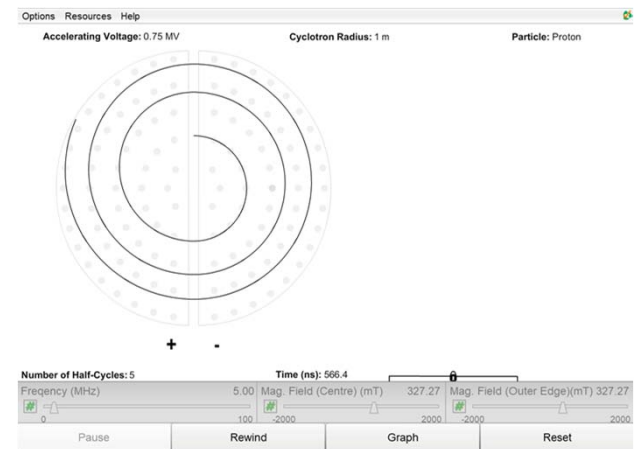 Options Resources Help
Accelerating Voltage: 0.75 MV Cyclotron Radius: 1 m Particle: Proton
+ -
Number of Half-Cycles: 5 Time (ns): 566.4
Freqency (MHz) 5.00 Mag. Field (Centre) (mT) 327.27 Mag. Field (Outer Edge)(mT) 327.27
# # #
0 100 -2000 2000 -2000 2000
Pause Rewind Graph Reset